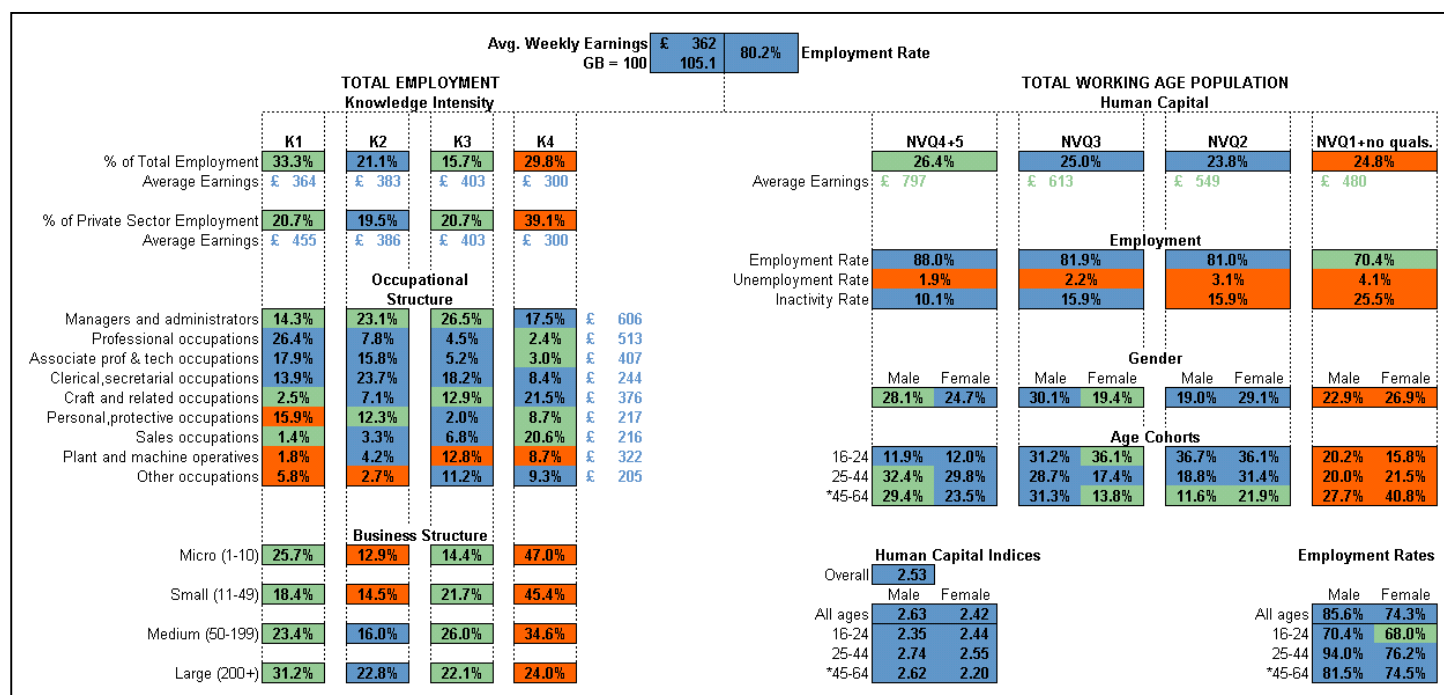 Avg. Weekly Earnings £ 362 80.2% Employment Rate
GB = 100 105.1
TOTAL EMPLOYMENT TOTAL WORKING AGE POPULATION
Knowledge Intensity Human Capital
K1 K2 K3 K4 NVQ4+5 NVQ3 NVQ2 NVQ1+no quals.
% of Total Employment 33.3% 21.1% 15.7% 29.8% 26.4% 25.0% 23.8% 24.8%
Average Earnings £ 364 £ 383 £ 403 £ 300 Average Earnings £ 797 £ 613 £ 549 £ 480
% of Private Sector Employment 20.7% 19.5% 20.7% 39.1%
Average Earnings £ 455 £ 386 £ 403 £ 300 Employment
Employment Rate 88.0% 81.9% 81.0% 70.4%
Occupational Unemployment Rate 1.9% 2.2% 3.1% 4.1%
Structure Inactivity Rate 10.1% 15.9% 15.9% 25.5%
Managers and administrators 14.3% 23.1% 26.5% 17.5% £ 606
Professional occupations 26.4% 7.8% 4.5% 2.4% £ 513
Associate prof & tech occupations 17.9% 15.8% 5.2% 3.0% £ 407 Gender
Clerical,secretarial occupations 13.9% 23.7% 18.2% 8.4% £ 244 Male Female Male Female Male Female Male Female
Craft and related occupations 2.5% 7.1% 12.9% 21.5% £ 376 28.1% 24.7% 30.1% 19.4% 19.0% 29.1% 22.9% 26.9%
Personal,protective occupations 15.9% 12.3% 2.0% 8.7% £ 217
Sales occupations 1.4% 3.3% 6.8% 20.6% £ 216 Age Cohorts
Plant and machine operatives 1.8% 4.2% 12.8% 8.7% £ 322 16-24 11.9% 12.0% 31.2% 36.1% 36.7% 36.1% 20.2% 15.8%
Other occupations 5.8% 2.7% 11.2% 9.3% £ 205 25-44 32.4% 29.8% 28.7% 17.4% 18.8% 31.4% 20.0% 21.5%
*45-64 29.4% 23.5% 31.3% 13.8% 11.6% 21.9% 27.7% 40.8%
Business Structure
Micro (1-10) 25.7% 12.9% 14.4% 47.0% Human Capital Indices Employment Rates
Overall 2.53
Small (11-49) 18.4% 14.5% 21.7% 45.4% Male Female Male Female
All ages 2.63 2.42 All ages 85.6% 74.3%
Medium (50-199) 23.4% 16.0% 26.0% 34.6% 16-24 2.35 2.44 16-24 70.4% 68.0%
25-44 2.74 2.55 25-44 94.0% 76.2%
Large (200+) 31.2% 22.8% 22.1% 24.0% *45-64 2.62 2.20 *45-64 81.5% 74.5%